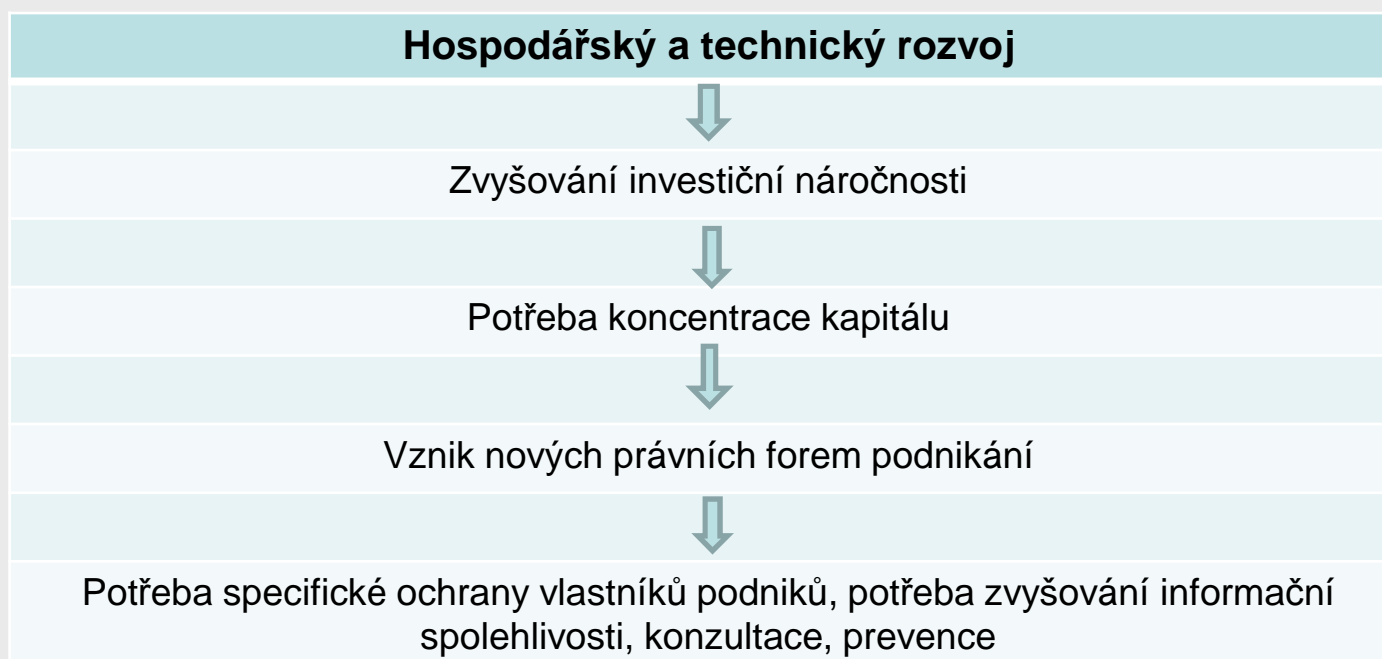 Hospodářský a technický rozvoj
Zvyšování investiční náročnosti
Potřeba koncentrace kapitálu
Vznik nových právních forem podnikání
Potřeba specifické ochrany vlastníků podniků, potřeba zvyšování informační
spolehlivosti, konzultace, prevence